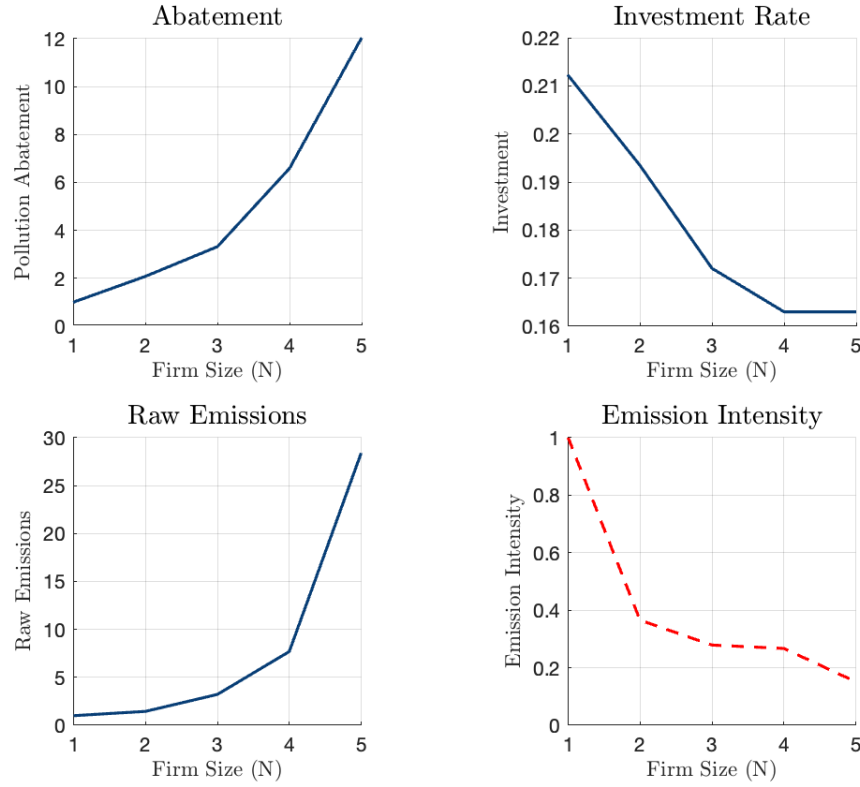 Abatement
Pollution Abatement
12
10
8
6
4
2
0
1 2 3 4 5
Firm Size (N)
Investment Rate
Investment
0.22
0.21
0.2
0.19
0.18
0.17
0.16
1 2 3 4 5
Firm Size (N)
Raw Emissions
Raw Emissions
30
25
20
15
10
5
0
1 2 3 4 5
Firm Size (N)
Emission Intensity
Emission Intensity
1
0.8
0.6
0.4
0.2
0
1 2 3 4 5
Firm Size (N)